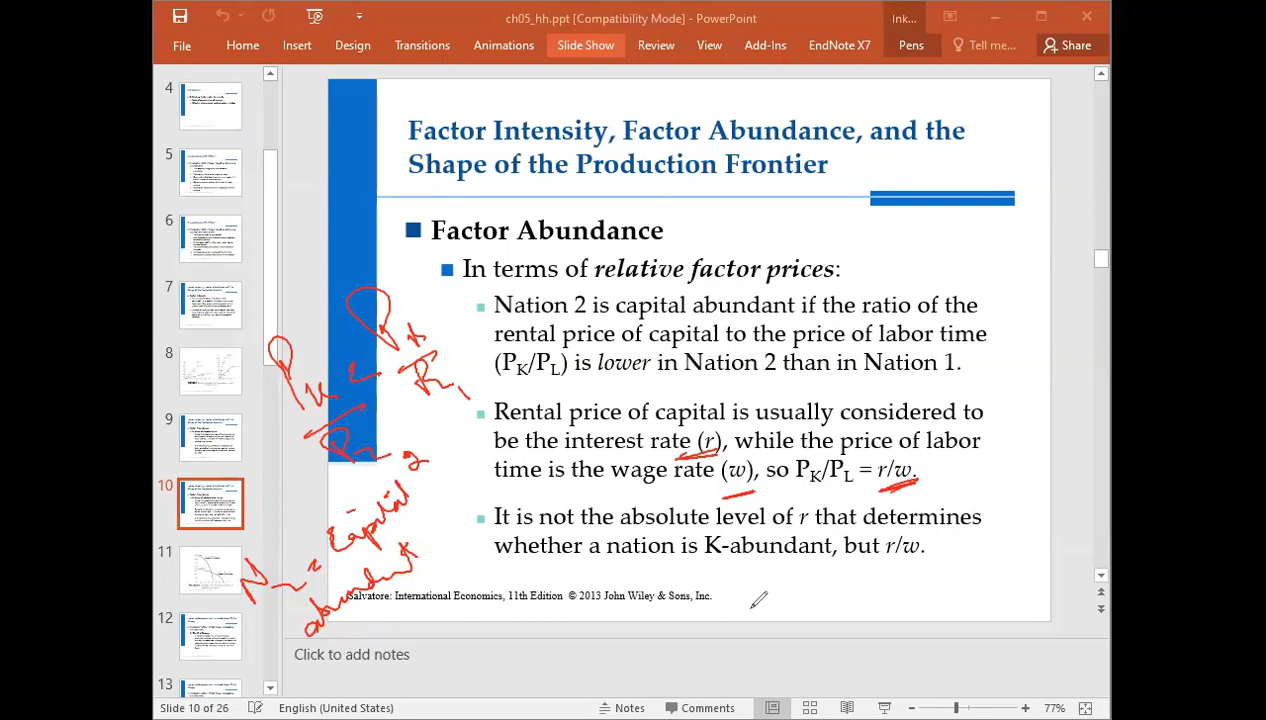 ch05_hh.ppt [Compatibility Mode] - PowerPoint
Ink...
File Home Insert Design Transitions Animations Slide Show Review View Add-Ins EndNote X7 Pens Tell me... Share
4
5
6
7
8
9
10
11
12
13
Factor Intensity, Factor Abundance, and the
Shape of the Production Frontier
Factor Abundance
In terms of relative factor prices:
Nation 2 is capital abundant if the ratio of the
rental price of capital to the price of labor time
(PK/PL) is lower in Nation 2 than in Nation 1.
Rental price of capital is usually considered to
be the interest rate (r), while the price of labor
time is the wage rate (w), so PK/PL = r/w.
It is not the absolute level of r that determines
whether a nation is K-abundant, but r/w.
Capital
abundant
Salvatore: International Economics, 11th Edition © 2013 John Wiley & Sons, Inc.
Click to add notes
Slide 10 of 26 English (United States) Notes Comments 77%